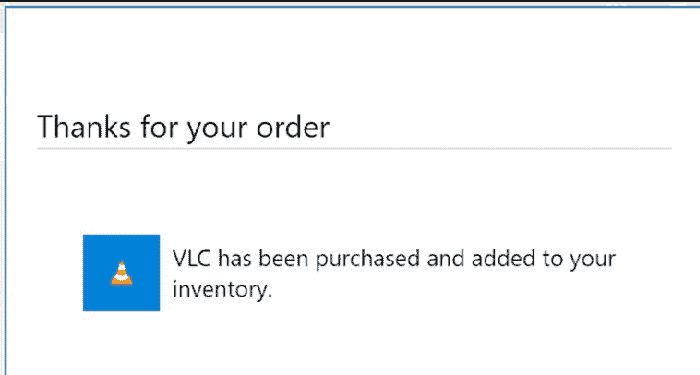 Thanks for your order
VLC has been purchased and added to your
inventory.